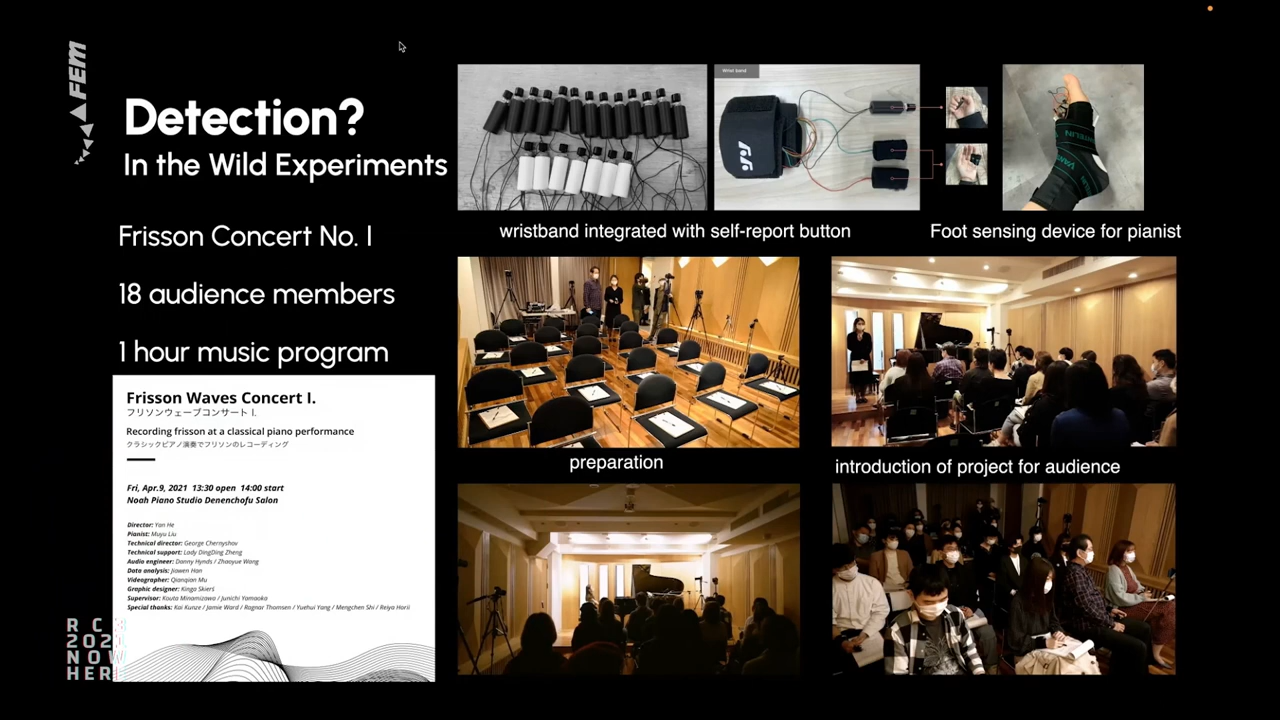 FEM
Detection?
In the Wild Experiments
Frisson Concert No. I
18 audience members
1 hour music program
Frisson Waves Concert I.
フリソンウェーブコンサート I.
Recording frisson at a classical piano performance
クラシックピアノ演奏でフリソンのレコーディング
Fri, Apr.9, 2021 13:30 open 14:00 start
Noah Piano Studio Denenchofu Salon
Director: Yan He
Pianist: Muyu Liu
Technical director: George Chernyshov
Technical support: Lady DingDing Zheng
Audio engineer: Danny Hynds / Zhaoyue Wang
Data analysis: Jiawen Han
Videographer: Qianqian Mu
Graphic designer: Kinga Skierś
Supervisor: Kouta Minamizawa / Junichi Yamaoka
Special thanks: Kai Kunze / Jamie Ward / Ragnar Thomsen / Yuehui Yang / Mengchen Shi / Reiya Horii
Wrist band
wristband integrated with self-report button
Foot sensing device for pianist
preparation
introduction of project for audience
R C
202
NOW
HER